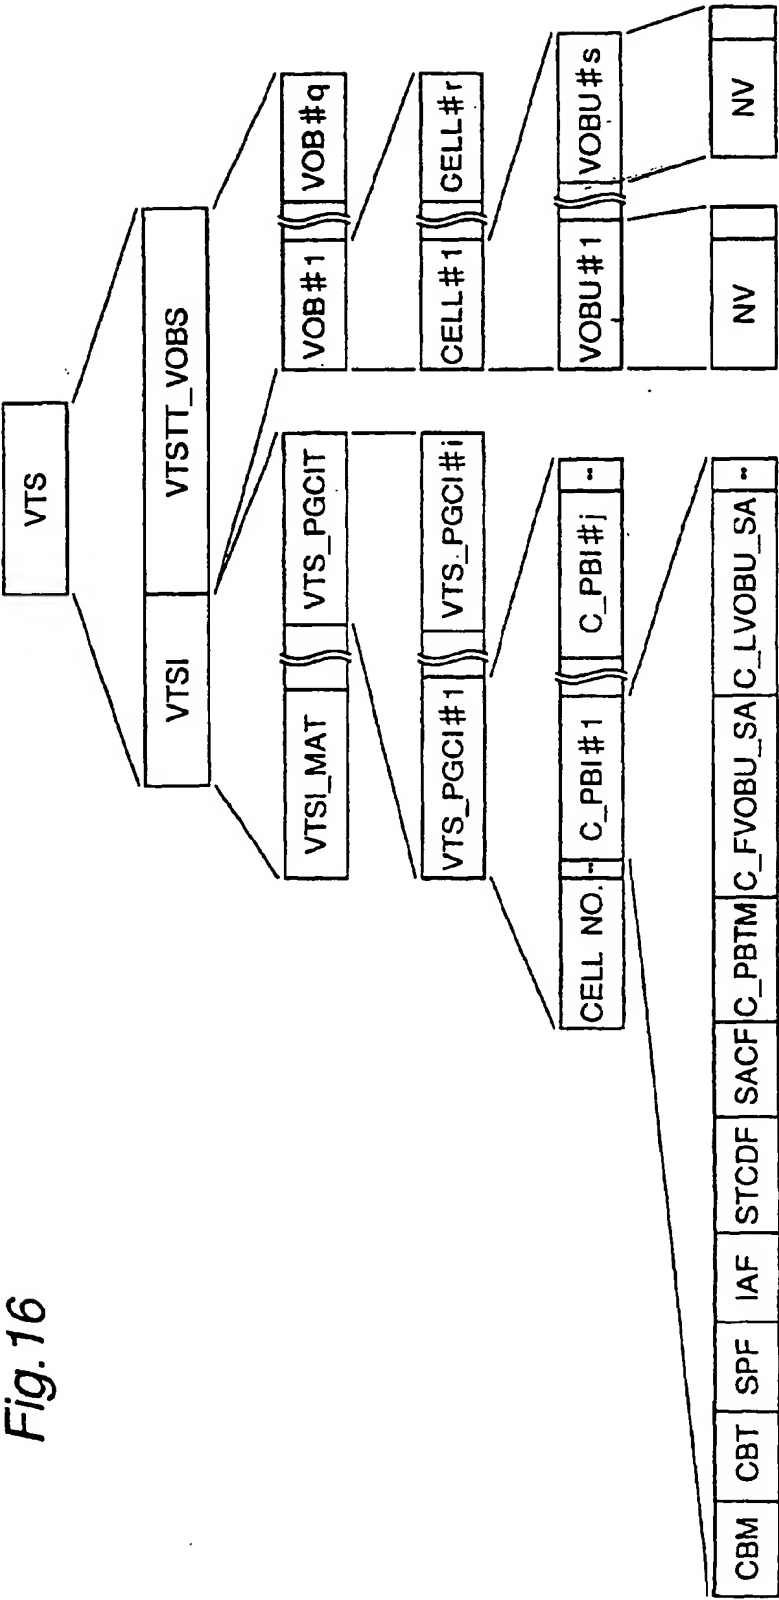 Fig.16
VTS
VTSI VTSTT_VOBS
VTSI_MAT VTS_PGCIT VOB#1 VOB#q
VTS_PGCI#1 VTS_PGCI#i CELL#1 CELL#r
CELL NO. -- C_PBI#1 C_PBI#j -- VOBU#1 VOBU#s
CBM CBT SPF IAF STCDF SACF C_PBTM C_FVOBU_SA C_LVOBU_SA -- NV NV